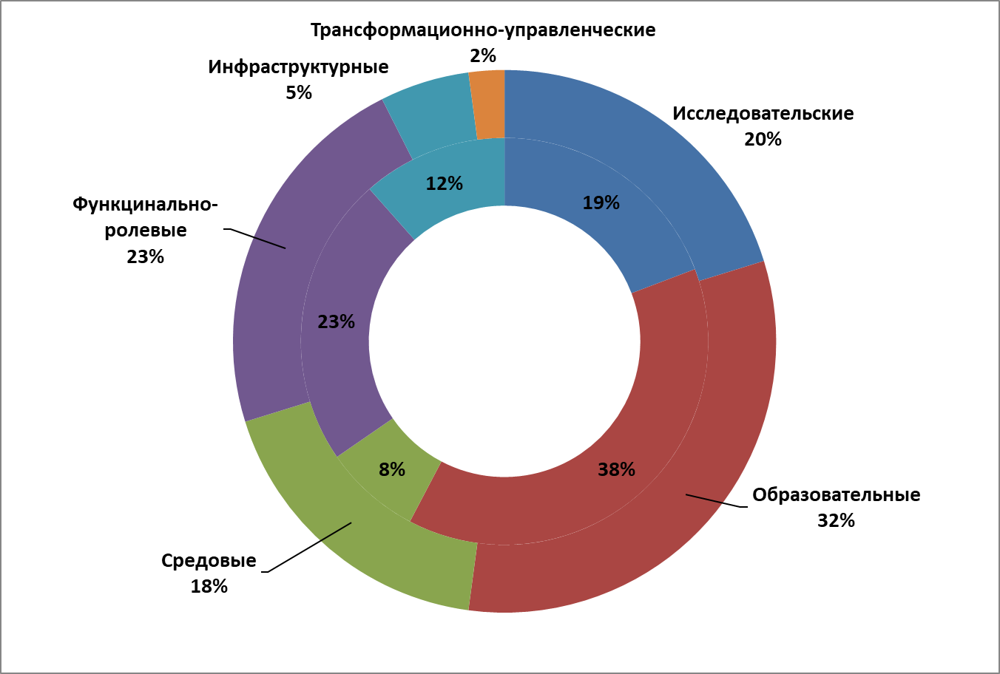 Трансформационно-управленческие
2%
Инфраструктурные
5%
Исследовательские
20%
12%
19%
Функцинально-
ролевые
23%
23%
8%
38%
Образовательные
32%
Средовые
18%